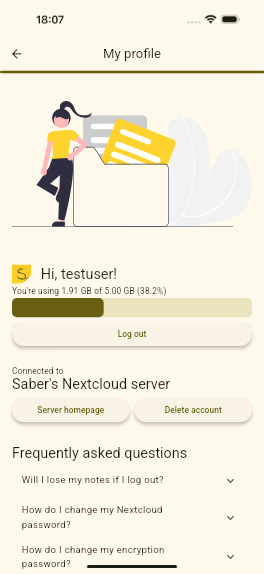 18:07
My profile
Hi, testuser!
You're using 1.91 GB of 5.00 GB (38.2%)
Log out
Connected to
Saber's Nextcloud server
Server homepage
Delete account
Frequently asked questions
Will I lose my notes if I log out?
How do I change my Nextcloud
password?
How do I change my encryption
password?